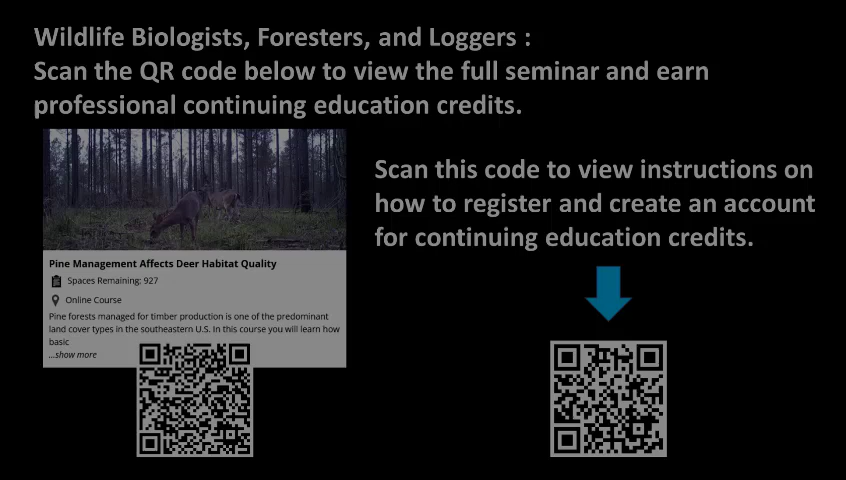 Wildlife Biologists, Foresters, and Loggers :
Scan the QR code below to view the full seminar and earn
professional continuing education credits.
Pine Management Affects Deer Habitat Quality
Spaces Remaining: 927
Online Course
Pine forests managed for timber production is one of the predominant
land cover types in the southeastern U.S. In this course you will learn how
basic
...show more
Scan this code to view instructions on
how to register and create an account
for continuing education credits.